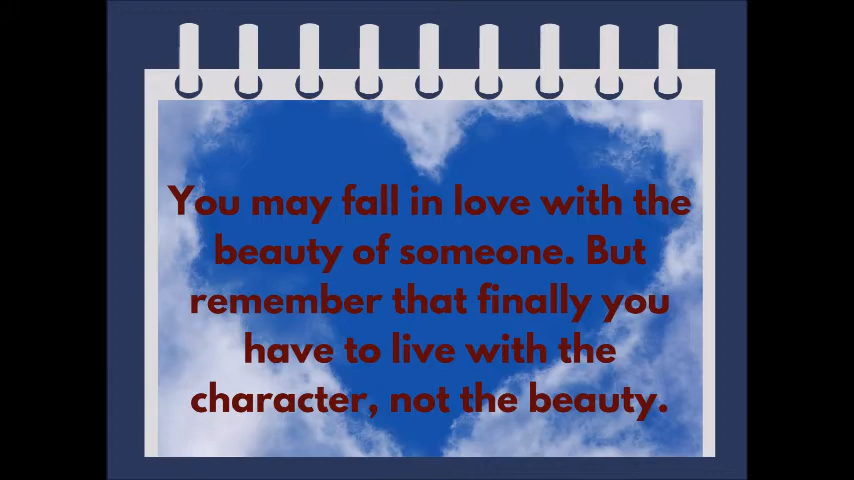 You may fall in love with the
beauty of someone. But
remember that finally you
have to live with the
character, not the beauty.